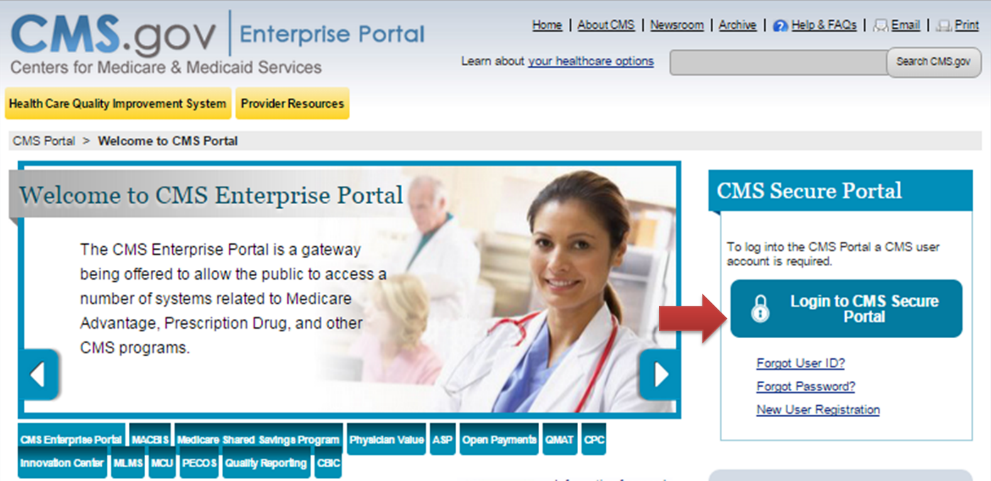 CMS.gov Enterprise Portal
Centers for Medicare & Medicaid Services
Home | About CMS | Newsroom | Archive | Help & FAQs | Email | Print
Learn about your healthcare options
Search CMS.gov
Health Care Quality Improvement System
Provider Resources
CMS Portal > Welcome to CMS Portal
Welcome to CMS Enterprise Portal
The CMS Enterprise Portal is a gateway
being offered to allow the public to access a
number of systems related to Medicare
Advantage, Prescription Drug, and other
CMS programs.
CMS Secure Portal
To log into the CMS Portal a CMS user
account is required.
Login to CMS Secure
Portal
Forgot User ID?
Forgot Password?
New User Registration
CMS Enterprise Portal MACBIS Medicare Shared Savings Program Physician Value ASP Open Payments QMAT CPC
Innovation Center MLMS MCU PECOS Quality Reporting CBIC